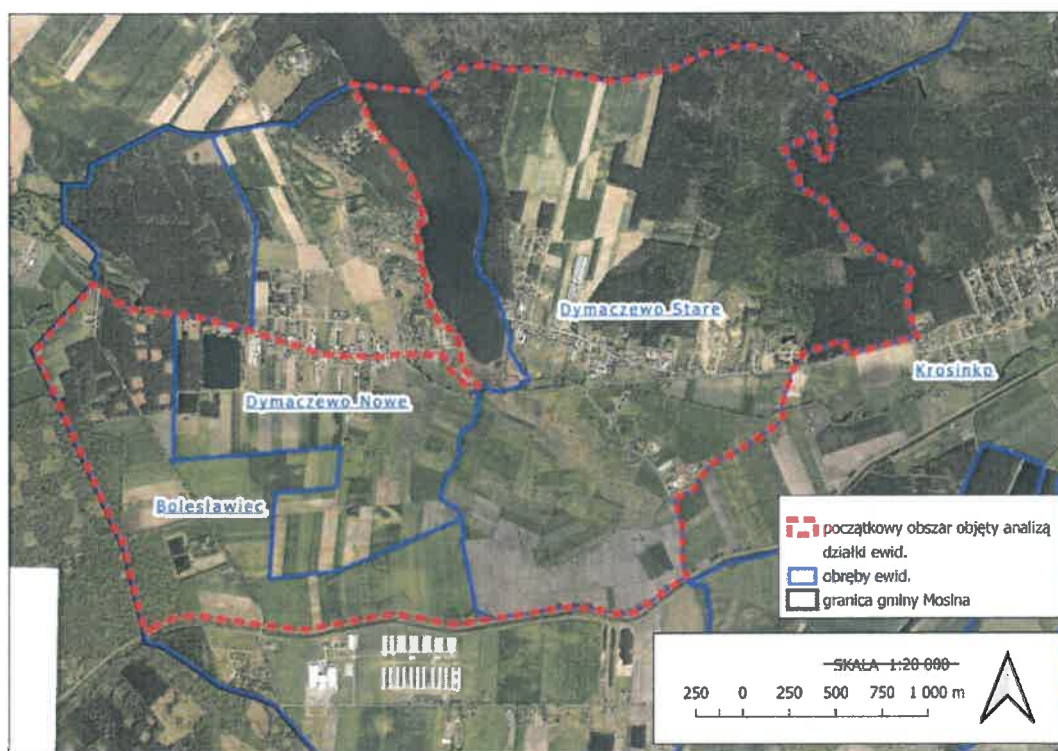 Dymaczewo Stare
Krosinko
Dymaczewo Nowe
Bolesławiec
początkowy obszar objęty analizą
działki ewid.
obręby ewid.
granica gminy Mosina
SKALA 1:20 000
250 0 250 500 750 1 000 m